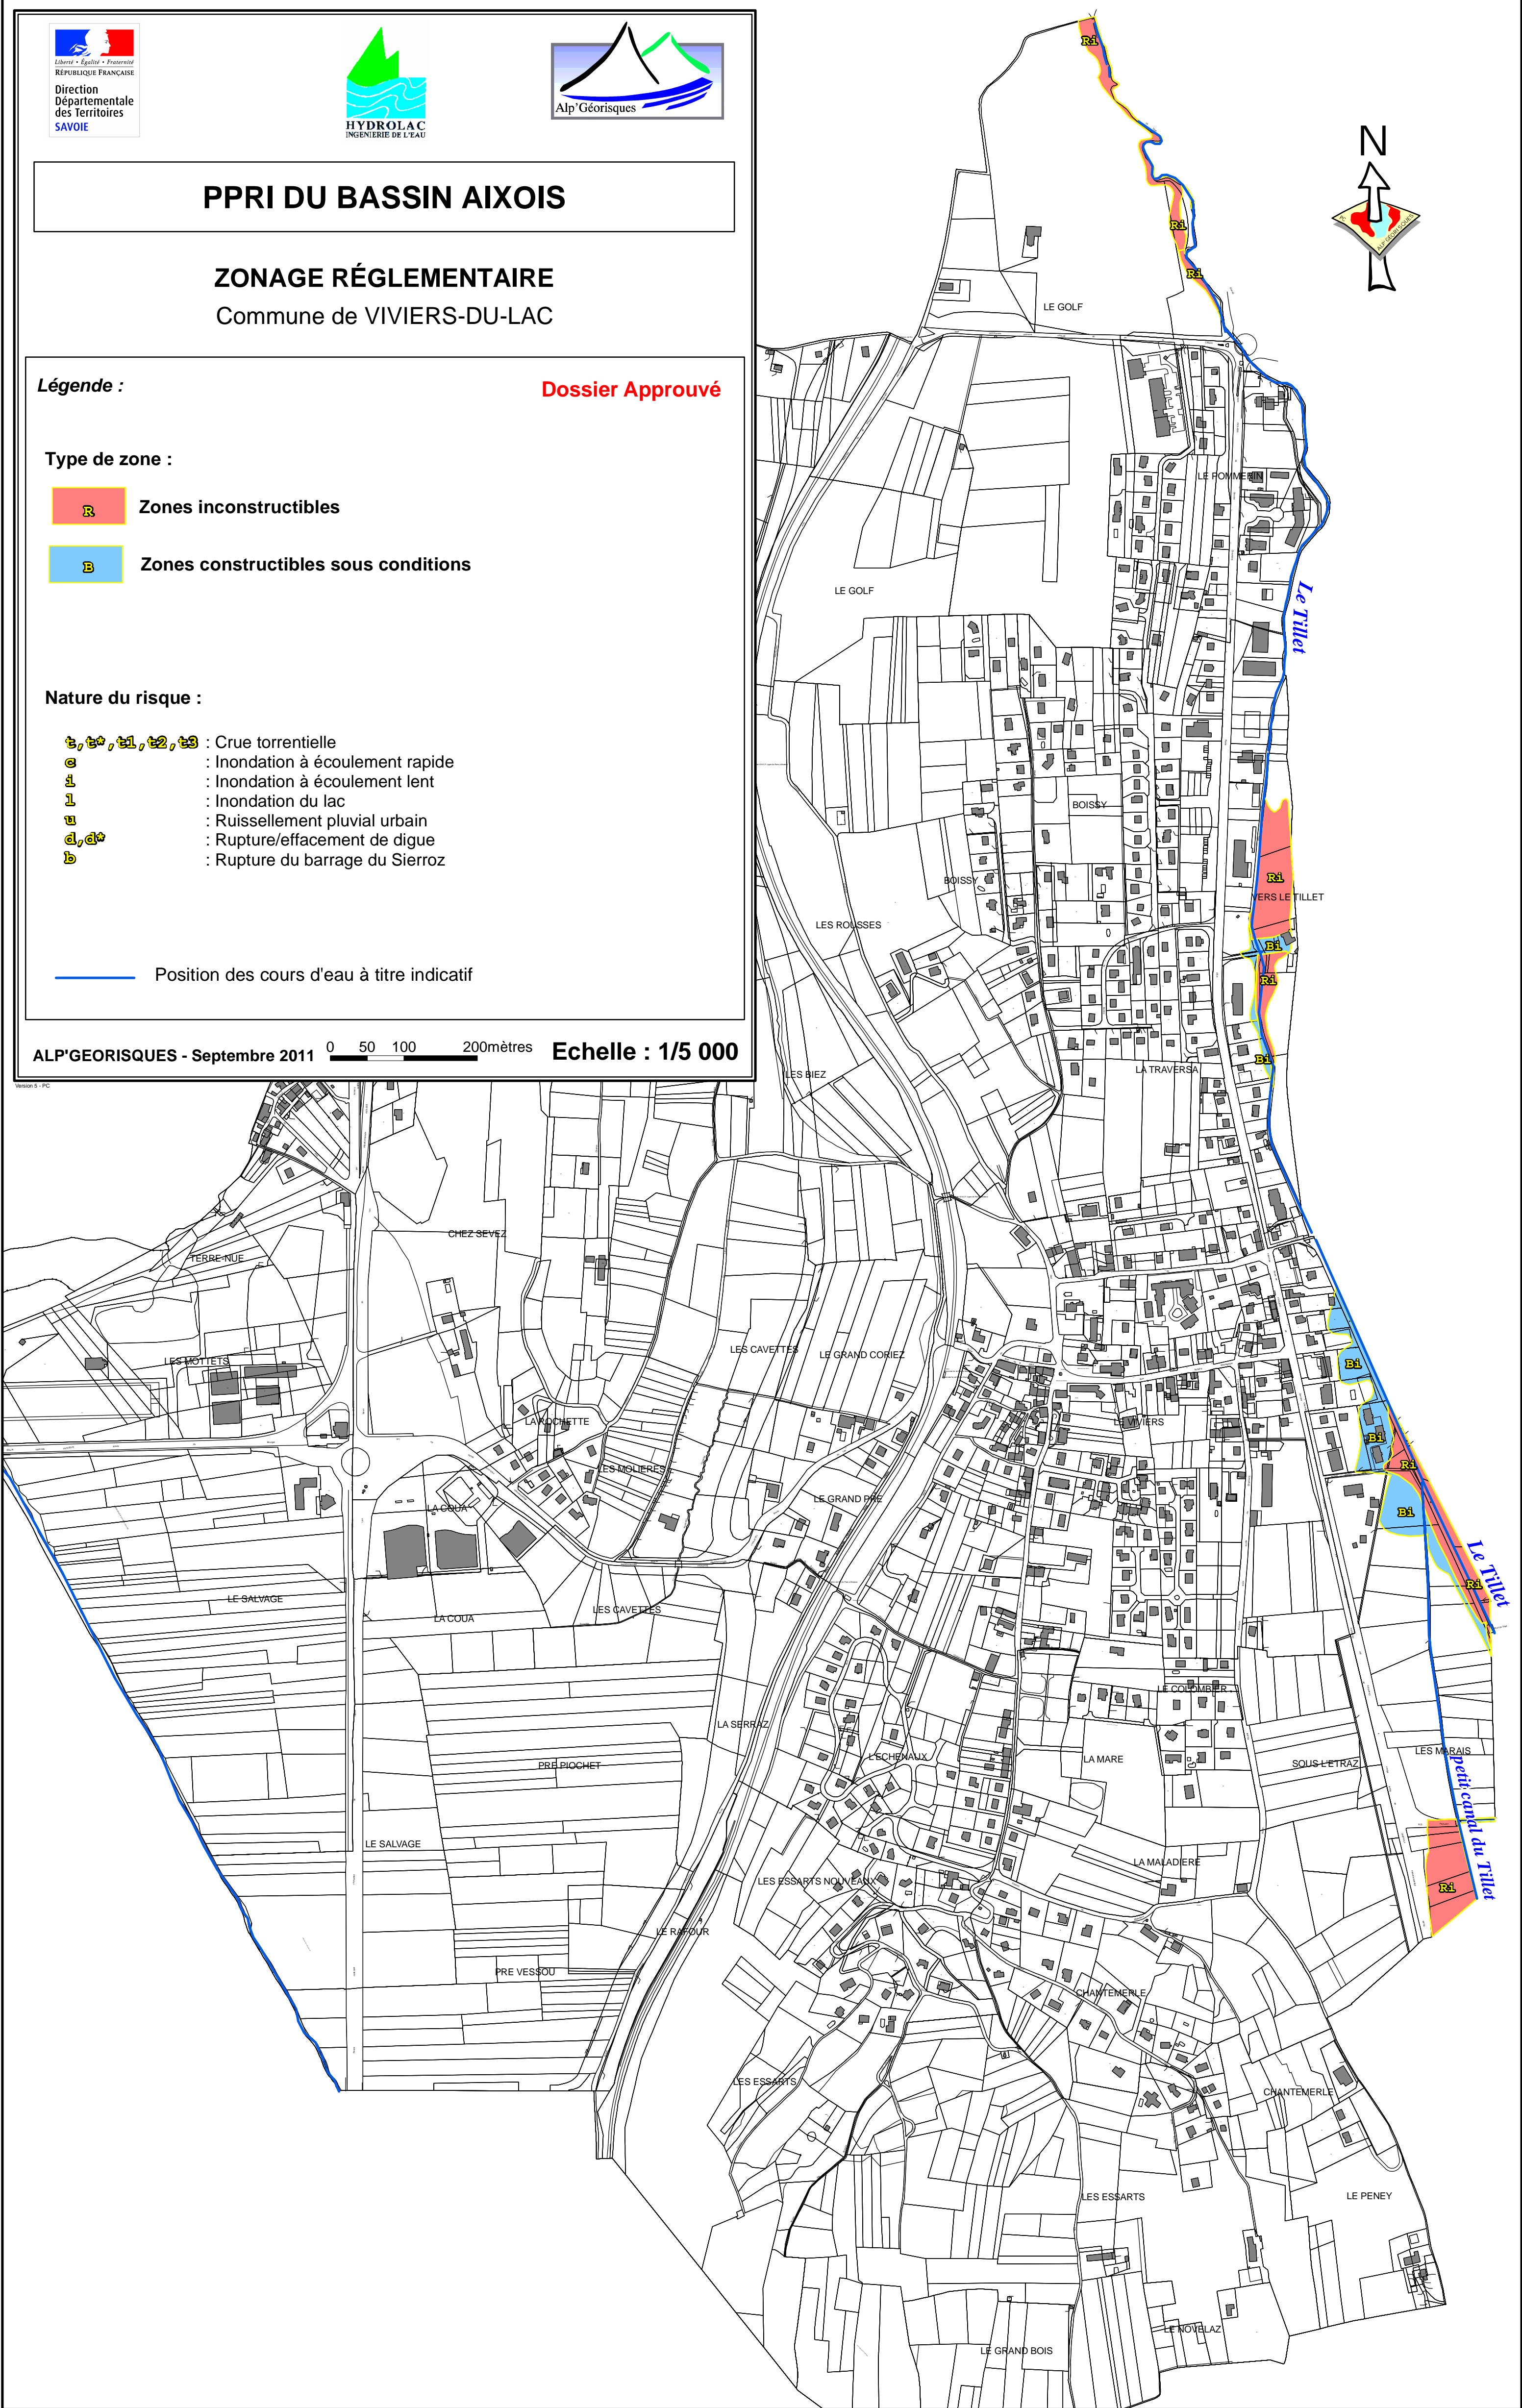 Liberté • Égalité • Fraternité
RÉPUBLIQUE FRANÇAISE
Direction
Départementale
des Territoires
SAVOIE
HYDROLAC
INGENIERIE DE L'EAU
Alp'Géorisques
PPRI DU BASSIN AIXOIS
ZONAGE RÉGLEMENTAIRE
Commune de VIVIERS-DU-LAC
Légende :
Dossier Approuvé
Type de zone :
R Zones inconstructibles
B Zones constructibles sous conditions
Nature du risque :
t,t*,t1,t2,t3 : Crue torrentielle
c : Inondation à écoulement rapide
i : Inondation à écoulement lent
l : Inondation du lac
u : Ruissellement pluvial urbain
d,d* : Rupture/effacement de digue
b : Rupture du barrage du Sierroz
Position des cours d'eau à titre indicatif
ALP'GEORISQUES - Septembre 2011
0 50 100 200mètres
Echelle : 1/5 000
Version 5 - PC
N
ALP'GEORISQUES
Ri
Ri
Ri
LE GOLF
LE POMMERIN
LE GOLF
Le Tillet
BOISSY
BOISSY
Ri
VERS LE TILLET
LES ROUSSES
Bi
Ri
Bi
LES BIEZ
LA TRAVERSA
CHEZ SEVEZ
TERRE-NUE
LES CAVETTES
LE GRAND CORIEZ
LES MOTTETS
Bi
LA ROCHETTE
LE VIVIERS
Bi
Ri
LES MOLIERES
LA COUA
LE GRAND PRE
Bi
Le Tillet
Ri
LE SALVAGE
LA COUA
LES CAVETTES
LE COLOMBIER
LA SERRAZ
L'ECHENAUX
LA MARE
SOUS L'ETRAZ
LES MARAIS
PRE PIOCHET
petit canal du Tillet
LE SALVAGE
LA MALADIERE
LES ESSARTS NOUVEAUX
Ri
LE RAFOUR
PRE VESSOU
CHANTEMERLE
LES ESSARTS
CHANTEMERLE
LES ESSARTS
LE PENEY
LE NOVELAZ
LE GRAND BOIS